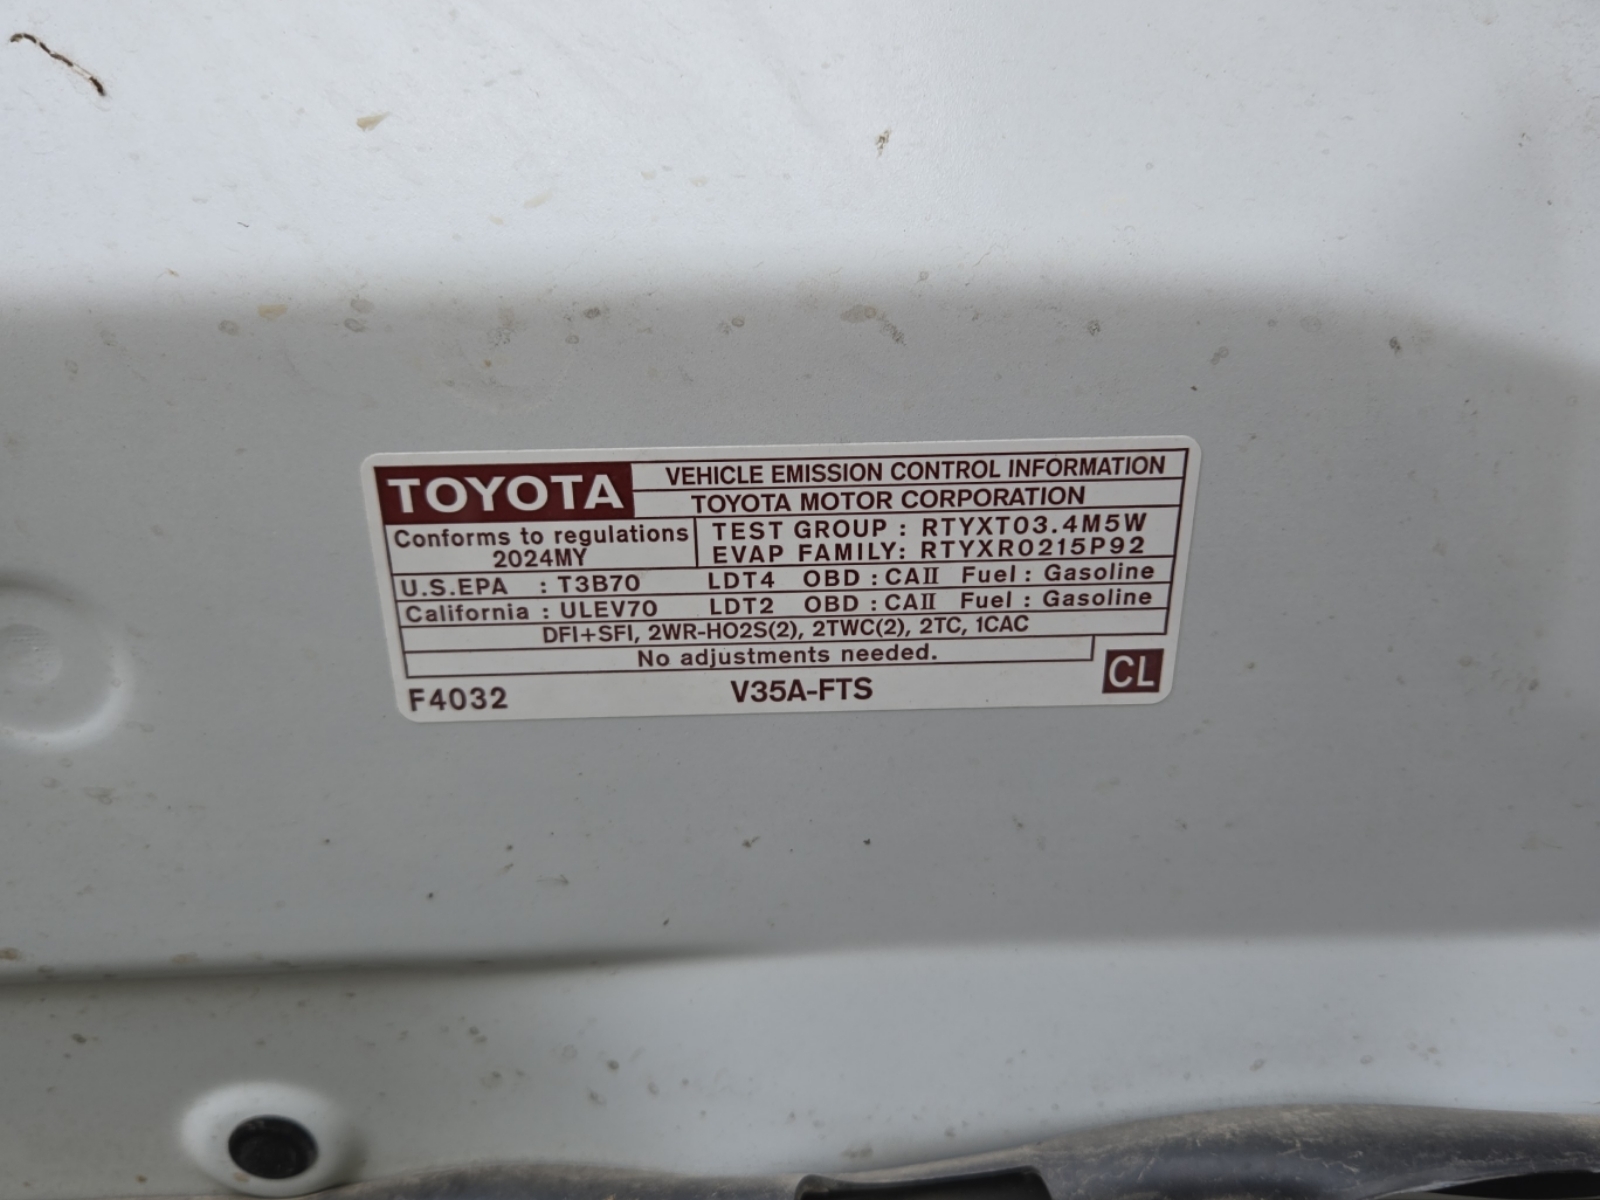 TOYOTA
VEHICLE EMISSION CONTROL INFORMATION
TOYOTA MOTOR CORPORATION
Conforms to regulations
2024MY
TEST GROUP : RTYXT03.4M5W
EVAP FAMILY: RTYXR0215P92
U.S.EPA : T3B70 LDT4 OBD : CAII Fuel : Gasoline
California : ULEV70 LDT2 OBD : CAII Fuel : Gasoline
DFI+SFI, 2WR-HO2S(2), 2TWC(2), 2TC, 1CAC
No adjustments needed.
F4032 V35A-FTS CL